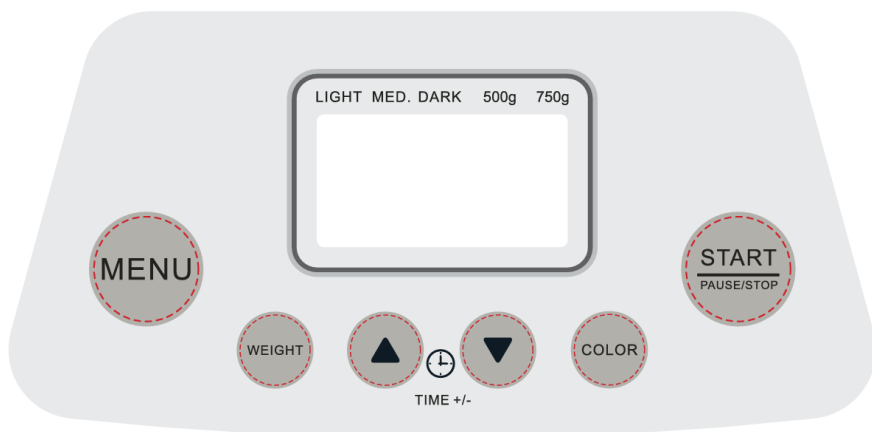 LIGHT MED. DARK 500g 750g
MENU
START
PAUSE/STOP
WEIGHT
COLOR
TIME +/-